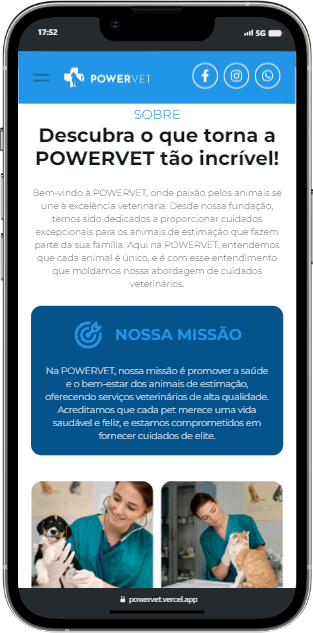 17:52
5G
POWERVET
SOBRE
Descubra o que torna a
POWERVET tão incrível!
Bem-vindo à POWERVET, onde paixão pelos animais se
une à excelência veterinária. Desde nossa fundação,
temos sido dedicados a proporcionar cuidados
excepcionais para os animais de estimação que fazem
parte da sua família. Aqui na POWERVET, entendemos
que cada animal é único, e é com esse entendimento
que moldamos nossa abordagem de cuidados
veterinários.
NOSSA MISSÃO
Na POWERVET, nossa missão é promover a saúde
e o bem-estar dos animais de estimação,
oferecendo serviços veterinários de alta qualidade.
Acreditamos que cada pet merece uma vida
saudável e feliz, e estamos comprometidos em
fornecer cuidados de elite.
powervet.vercel.app